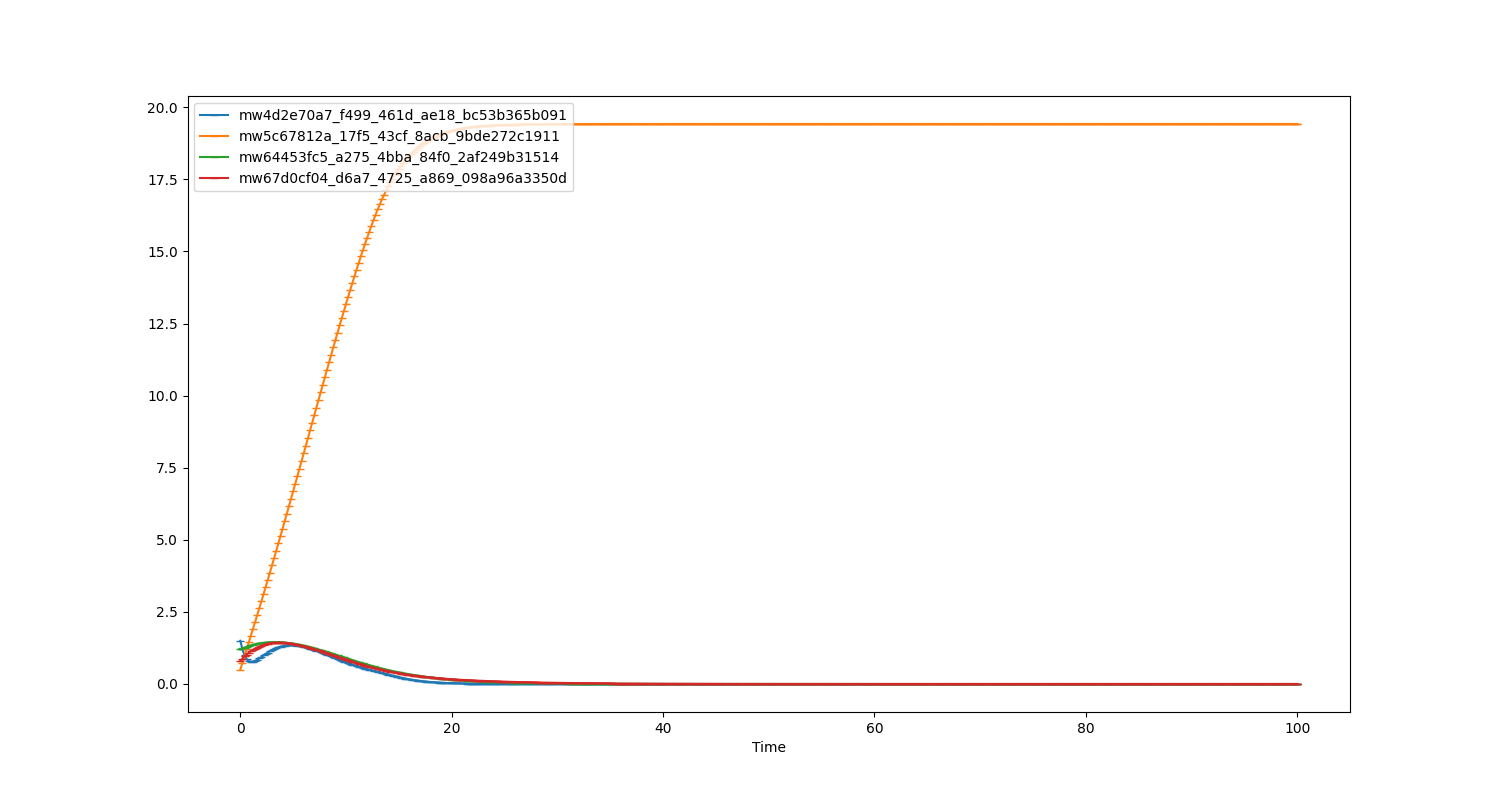 mw4d2e70a7_f499_461d_ae18_bc53b365b091
mw5c67812a_17f5_43cf_8acb_9bde272c1911
mw64453fc5_a275_4bba_84f0_2af249b31514
mw67d0cf04_d6a7_4725_a869_098a96a3350d
20.0
17.5
15.0
12.5
10.0
7.5
5.0
2.5
0.0
0 20 40 60 80 100
Time